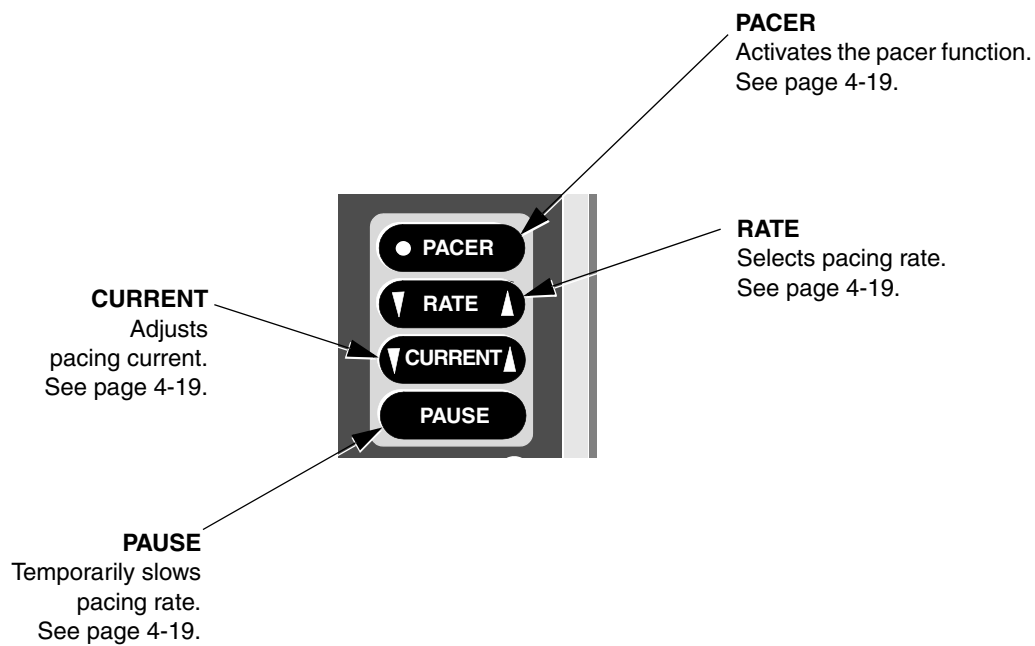 PACER
Activates the pacer function.
See page 4-19.
RATE
Selects pacing rate.
See page 4-19.
CURRENT
Adjusts
pacing current.
See page 4-19.
PACER
RATE
CURRENT
PAUSE
PAUSE
Temporarily slows
pacing rate.
See page 4-19.